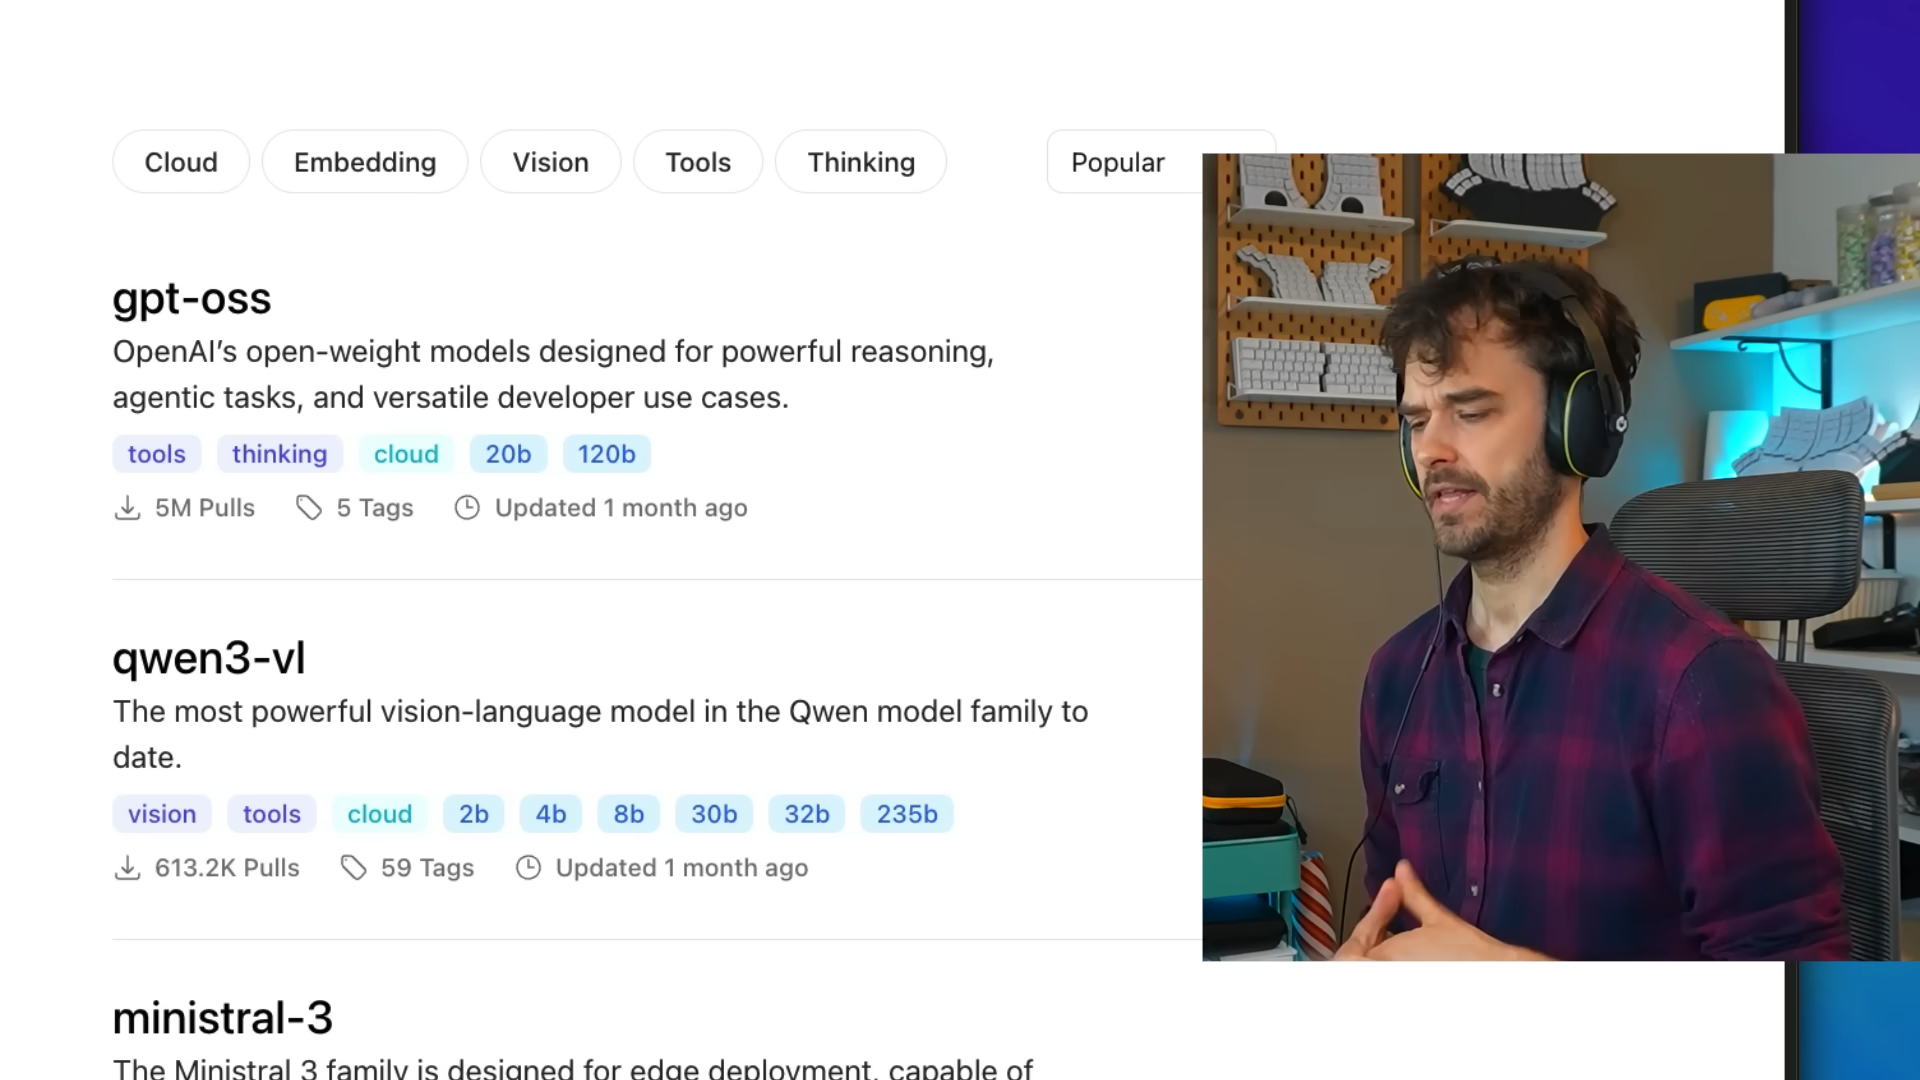 Cloud Embedding Vision Tools Thinking Popular
gpt-oss
OpenAI’s open-weight models designed for powerful reasoning,
agentic tasks, and versatile developer use cases.
tools thinking cloud 20b 120b
5M Pulls 5 Tags Updated 1 month ago
qwen3-vl
The most powerful vision-language model in the Qwen model family to
date.
vision tools cloud 2b 4b 8b 30b 32b 235b
613.2K Pulls 59 Tags Updated 1 month ago
ministral-3
The Ministral 3 family is designed for edge deployment, capable of